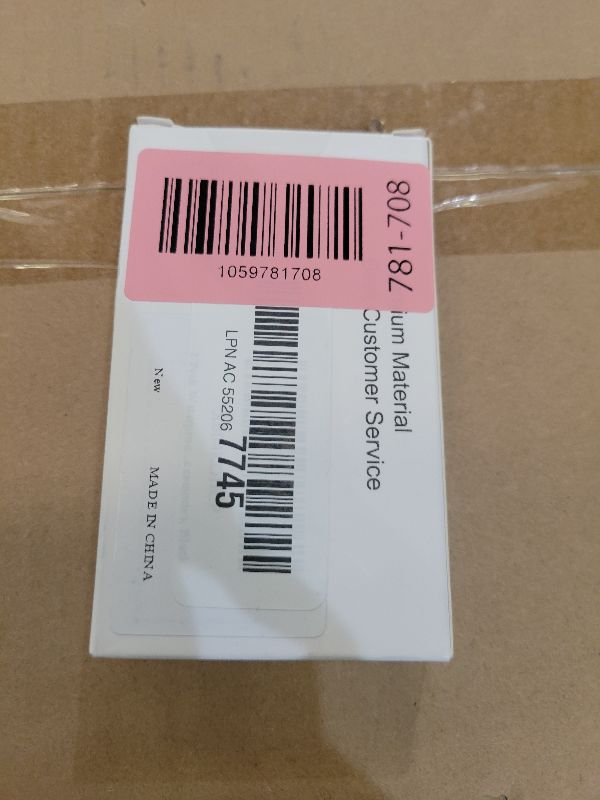 1059781708
781-708
ium Material
Customer Service
LPN AC 55206 7745
New
MADE IN CHINA